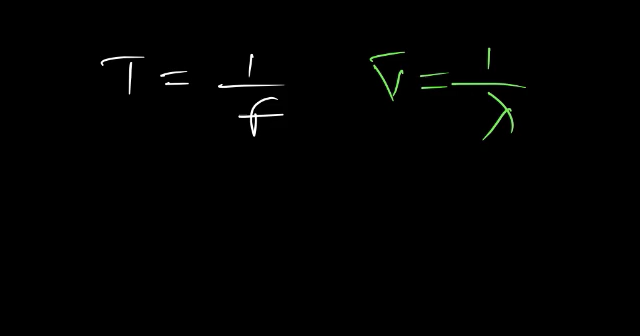 T = 1/f   ν̅ = 1/λ